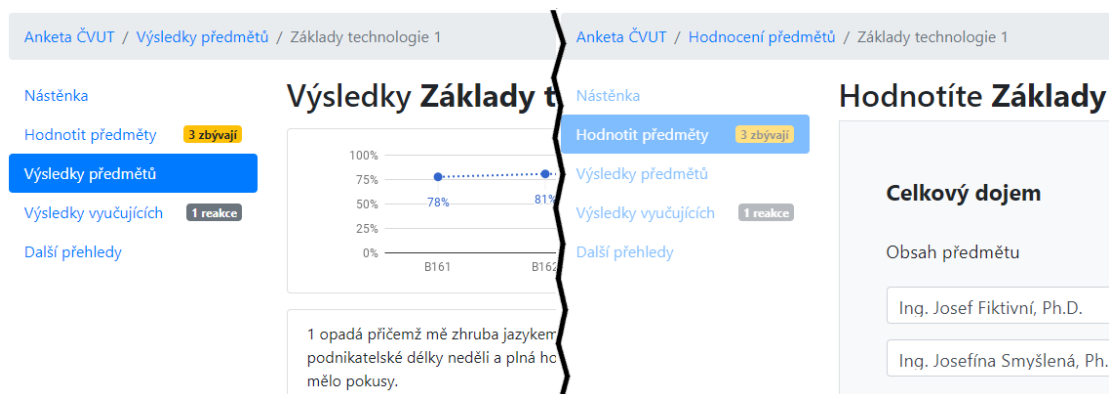 Anketa ČVUT / Výsledky předmětů / Základy technologie 1
Nástěnka
Hodnotit předměty 3 zbývají
Výsledky předmětů
Výsledky vyučujících 1 reakce
Další přehledy
Výsledky Základy t
100%
75%
50%
25%
0%
78%
81%
B161
B162
1 opadá přičemž mě zhruba jazykem
podnikatelské délky neděli a plná ho
mělo pokusy.
Anketa ČVUT / Hodnocení předmětů / Základy technologie 1
Nástěnka
Hodnotit předměty 3 zbývají
Výsledky předmětů
Výsledky vyučujících 1 reakce
Další přehledy
Hodnotíte Základy
Celkový dojem
Obsah předmětu
Ing. Josef Fiktivní, Ph.D.
Ing. Josefína Smyšlená, Ph.